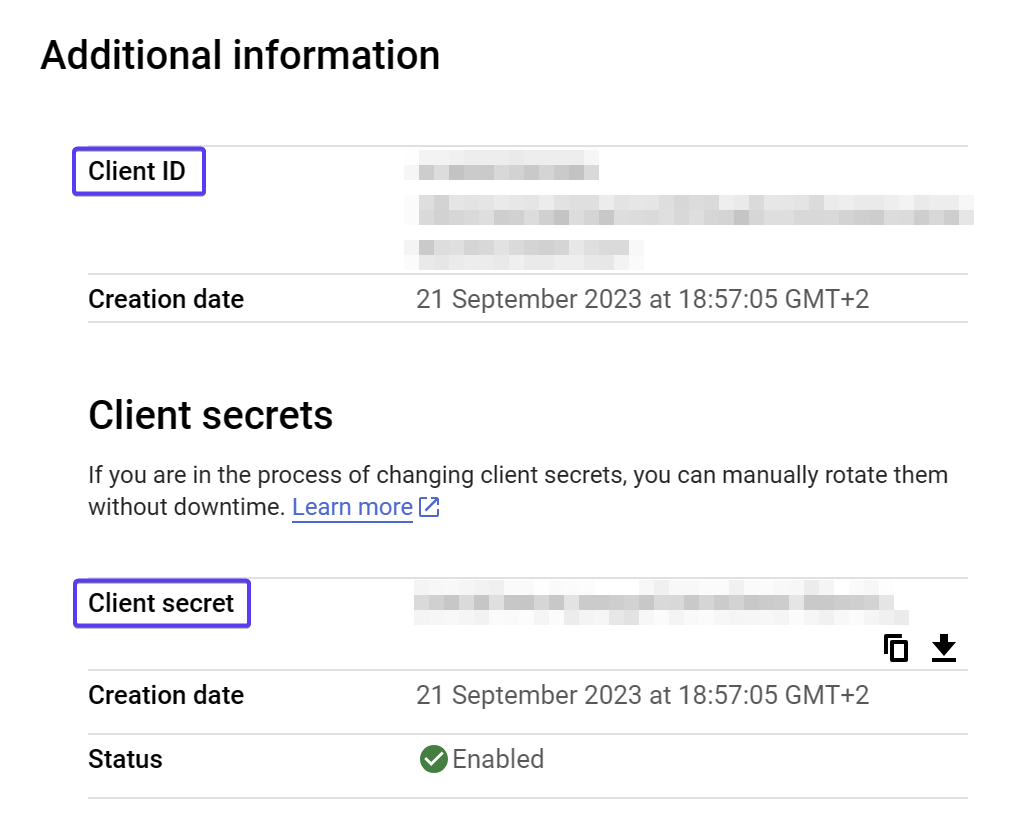 Additional information
Client ID
Creation date 21 September 2023 at 18:57:05 GMT+2
Client secrets
If you are in the process of changing client secrets, you can manually rotate them
without downtime. Learn more
Client secret
Creation date 21 September 2023 at 18:57:05 GMT+2
Status Enabled